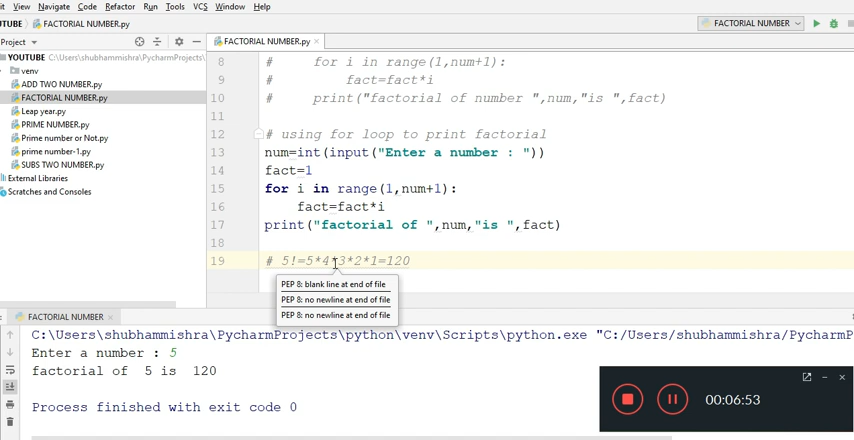 it View Navigate Code Refactor Run Tools VCS Window Help
TUTUBE FACTORIAL NUMBER.py
FACTORIAL NUMBER
Project
FACTORIAL NUMBER.py
YOUTUBE C:\Users\shubhammishra\PycharmProjects\
venv
ADD TWO NUMBER.py
FACTORIAL NUMBER.py
Leap year.py
PRIME NUMBER.py
Prime number or Not.py
prime number-1.py
SUBS TWO NUMBER.py
External Libraries
Scratches and Consoles
8 # for i in range(1,num+1):
9 # fact=fact*i
10 # print("factorial of number ",num,"is ",fact)
11
12 # using for loop to print factorial
13 num=int(input("Enter a number : "))
14 fact=1
15 for i in range(1,num+1):
16 fact=fact*i
17 print("factorial of ",num,"is ",fact)
18
19 # 5!=5*4*3*2*1=120
PEP 8: blank line at end of file
PEP 8: no newline at end of file
PEP 8: no newline at end of file
FACTORIAL NUMBER
C:\Users\shubhammishra\PycharmProjects\python\venv\Scripts\python.exe "C:/Users/shubhammishra/PycharmP
Enter a number : 5
factorial of 5 is 120
Process finished with exit code 0
00:06:53